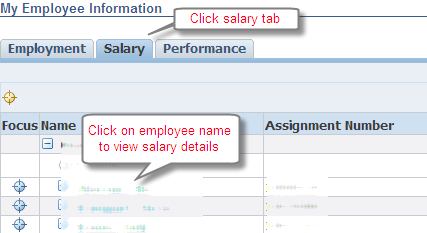 My Employee Information
Click salary tab
Employment Salary Performance
Focus Name Assignment Number
Click on employee name
to view salary details